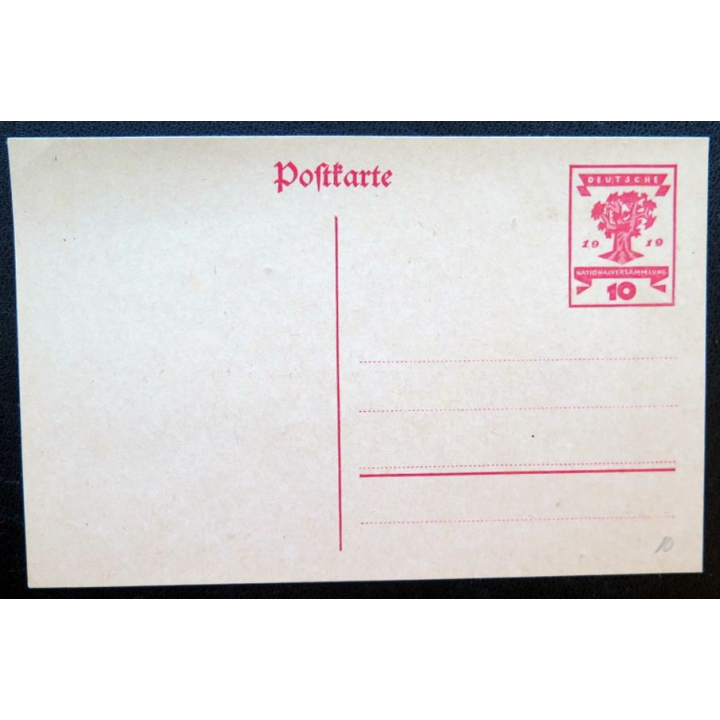 Poſtkarte
DEUTSCHE
19 19
NATIONALVERSAMMLUNG
10
10